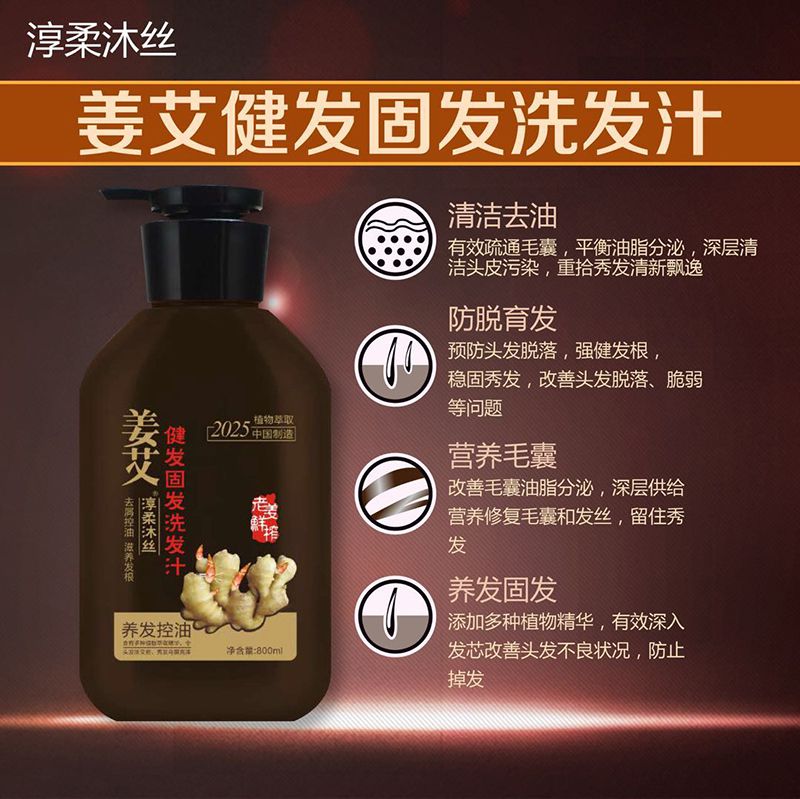 淳柔沐丝
姜艾健发固发洗发汁
清洁去油
有效疏通毛囊，平衡油脂分泌，深层清
洁头皮污染，重拾秀发清新飘逸
防脱育发
预防头发脱落，强健发根，
稳固秀发，改善头发脱落、脆弱
等问题
营养毛囊
改善毛囊油脂分泌，深层供给
营养修复毛囊和发丝，留住秀
发
养发固发
添加多种植物精华，有效深入
发芯改善头发不良状况，防止
掉发
2025
植物萃取
中国制造
姜艾
健发固发洗发汁
®淳柔沐丝
去屑控油 滋养发根
老姜鲜榨
养发控油
净含量:800ml